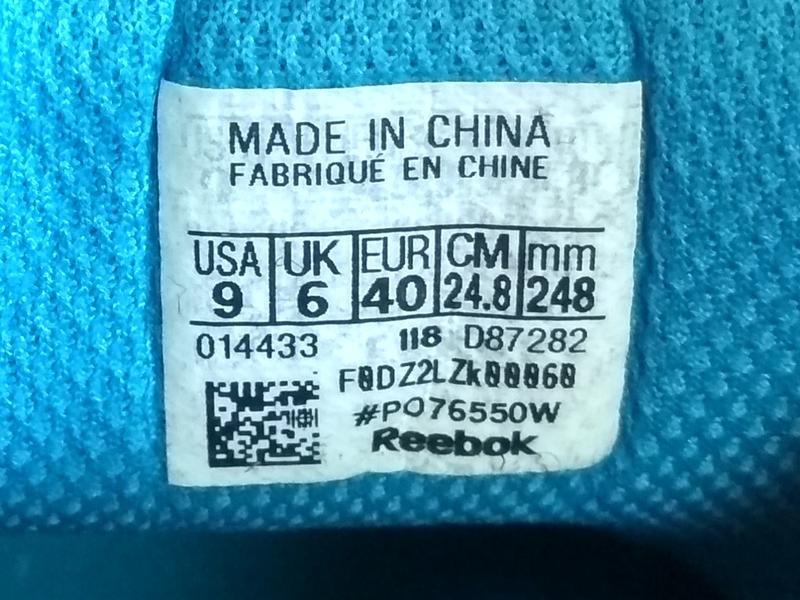 MADE IN CHINA
FABRIQUÉ EN CHINE
USA UK EUR CM mm
9 6 40 24.8 248
014433 118 D87282
F0DZ2LZk00060
#PO76550W
Reebok